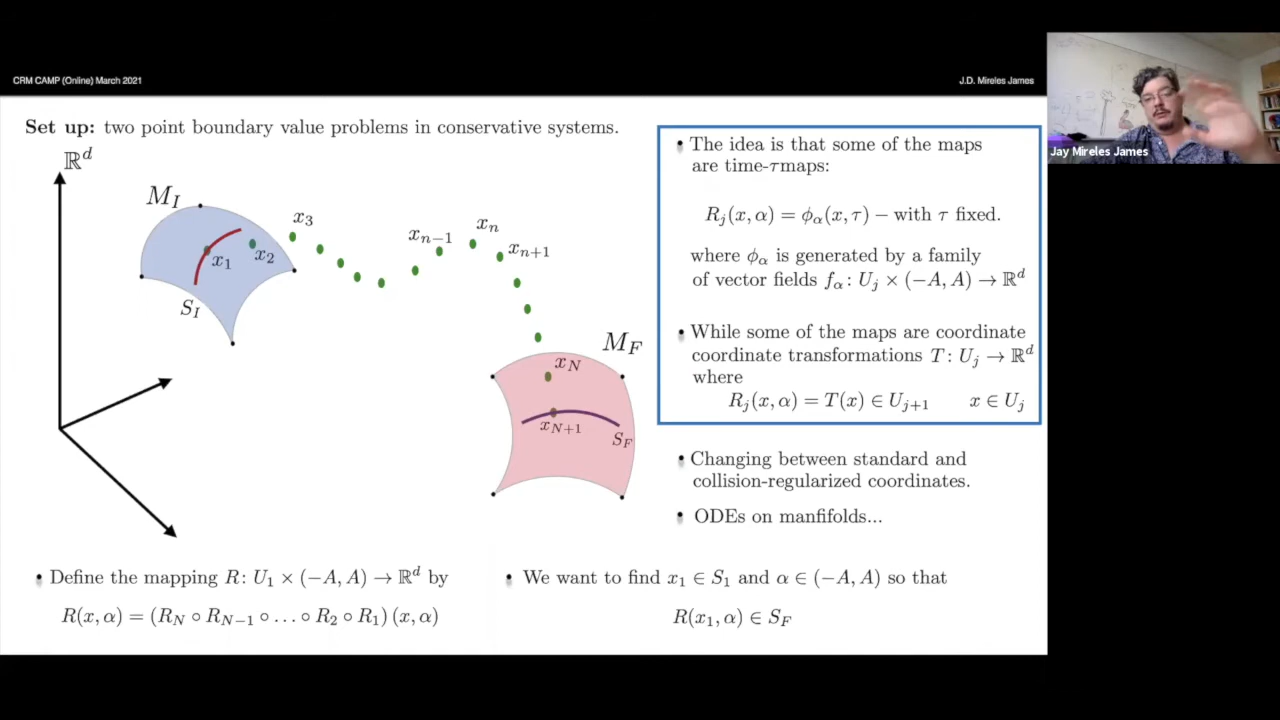 CRM CAMP (Online) March 2021
J.D. Mireles James
Set up: two point boundary value problems in conservative systems.
ℝ^d
M_I
x_1
x_2
x_3
S_I
x_{n-1}
x_n
x_{n+1}
M_F
x_N
x_{N+1}
S_F
• The idea is that some of the maps
are time-τmaps:
R_j(x, α) = ϕ_α(x, τ) − with τ fixed.
where ϕ_α is generated by a family
of vector fields f_α: U_j × (−A, A) → ℝ^d
• While some of the maps are coordinate
coordinate transformations T: U_j → ℝ^d
where
R_j(x, α) = T(x) ∈ U_{j+1} x ∈ U_j
• Changing between standard and
collision-regularized coordinates.
• ODEs on manfifolds...
• Define the mapping R: U_1 × (−A, A) → ℝ^d by
R(x, α) = (R_N ∘ R_{N−1} ∘ … ∘ R_2 ∘ R_1) (x, α)
• We want to find x_1 ∈ S_1 and α ∈ (−A, A) so that
R(x_1, α) ∈ S_F
Jay Mireles James